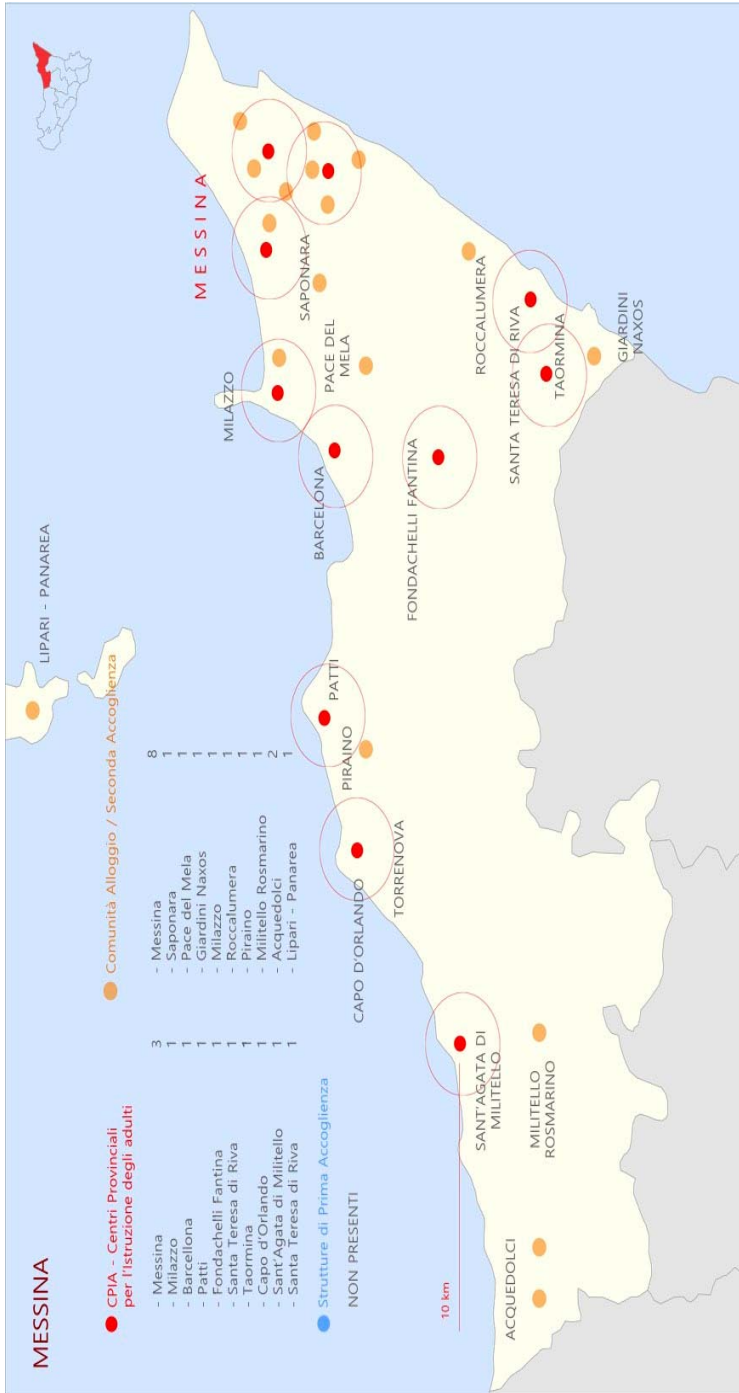 MESSINA
CPIA - Centri Provinciali
per l'Istruzione degli adulti
- Messina 3
- Milazzo 1
- Barcellona 1
- Patti 1
- Fondachelli Fantina 1
- Santa Teresa di Riva 1
- Taormina 1
- Capo d'Orlando 1
- Sant'Agata di Militello 1
- Santa Teresa di Riva 1
Strutture di Prima Accoglienza
NON PRESENTI
Comunità Alloggio / Seconda Accoglienza
- Messina 8
- Saponara 1
- Pace del Mela 1
- Giardini Naxos 1
- Milazzo 1
- Roccalumera 1
- Piraino 1
- Militello Rosmarino 1
- Acquedolci 2
- Lipari - Panarea 1
LIPARI - PANAREA
MESSINA
MILAZZO
SAPONARA
PACE DEL
MELA
BARCELONA
FONDACHELLI FANTINA
ROCCALUMERA
SANTA TERESA DI RIVA
TAORMINA
GIARDINI
NAXOS
PATTI
PIRAINO
CAPO D'ORLANDO
TORRENOVA
SANT'AGATA DI
MILITELLO
MILITELLO
ROSMARINO
10 km
ACQUEDOLCI